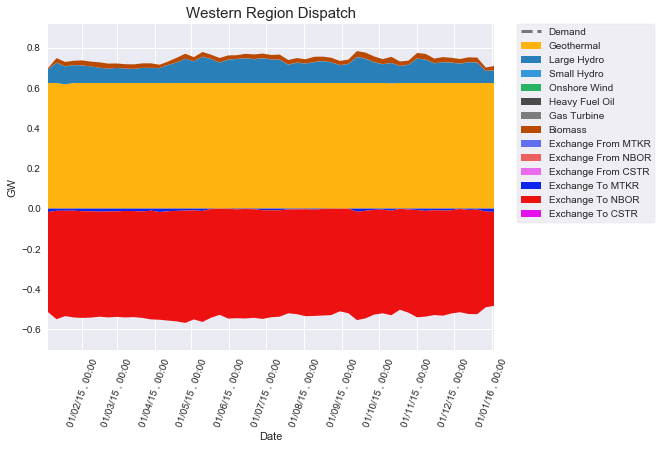 Western Region Dispatch
Demand
Geothermal
Large Hydro
Small Hydro
Onshore Wind
Heavy Fuel Oil
Gas Turbine
Biomass
Exchange From MTKR
Exchange From NBOR
Exchange From CSTR
Exchange To MTKR
Exchange To NBOR
Exchange To CSTR
GW
0.8
0.6
0.4
0.2
0.0
−0.2
−0.4
−0.6
01/02/15 , 00:00
01/03/15 , 00:00
01/04/15 , 00:00
01/05/15 , 00:00
01/06/15 , 00:00
01/07/15 , 00:00
01/08/15 , 00:00
01/09/15 , 00:00
01/10/15 , 00:00
01/11/15 , 00:00
01/12/15 , 00:00
01/01/16 , 00:00
Date